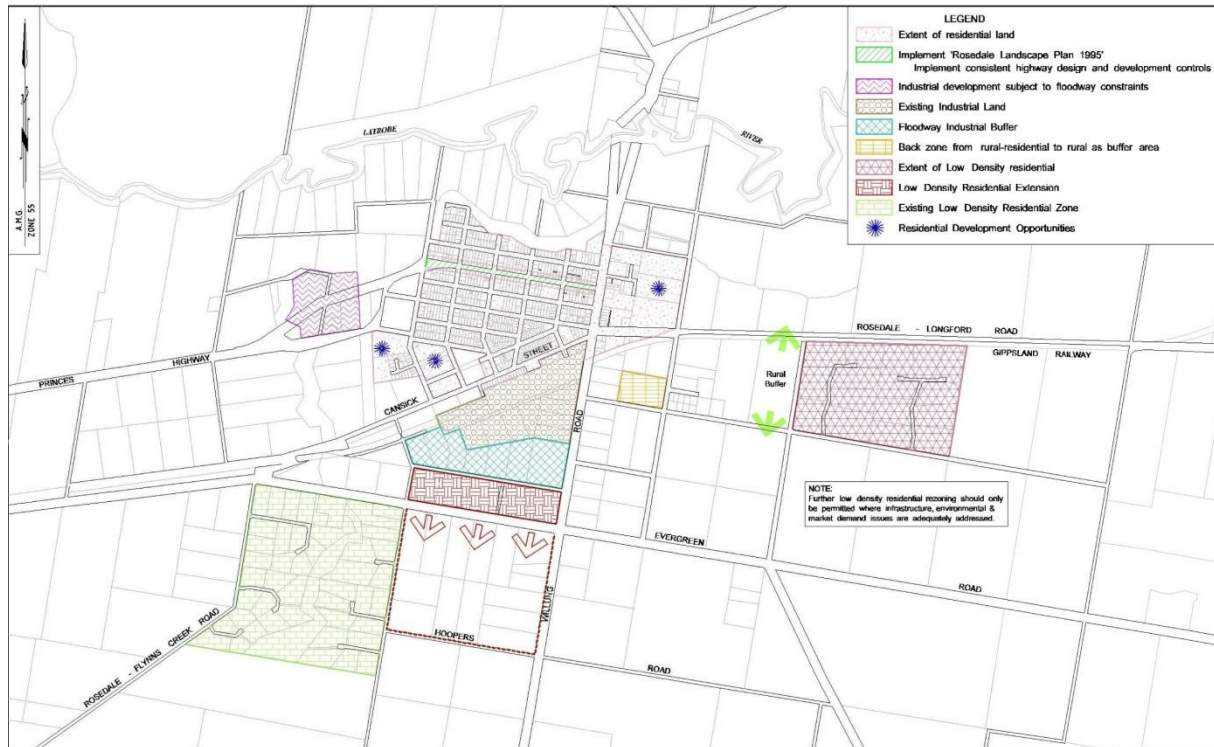 LEGEND
Extent of residential land
Implement 'Rosedale Landscape Plan 1995'
Implement consistent highway design and development controls
Industrial development subject to floodway constraints
Existing Industrial Land
Floodway Industrial Buffer
Back zone from rural-residential to rural as buffer area
Extent of Low Density residential
Low Density Residential Extension
Existing Low Density Residential Zone
Residential Development Opportunities
A.M.G.
ZONE 55
LATROBE
RIVER
ROSEDALE - LONGFORD
ROAD
GIPPSLAND RAILWAY
PRINCES
HIGHWAY
CANSICK
STREET
ROAD
Rural
Buffer
NOTE:
Further low density residential rezoning should only
be permitted where infrastructure, environmental &
market demand issues are adequately addressed.
EVERGREEN
ROAD
WILLUNG
HOOPERS
ROAD
ROSEDALE - FLYNNS CREEK ROAD